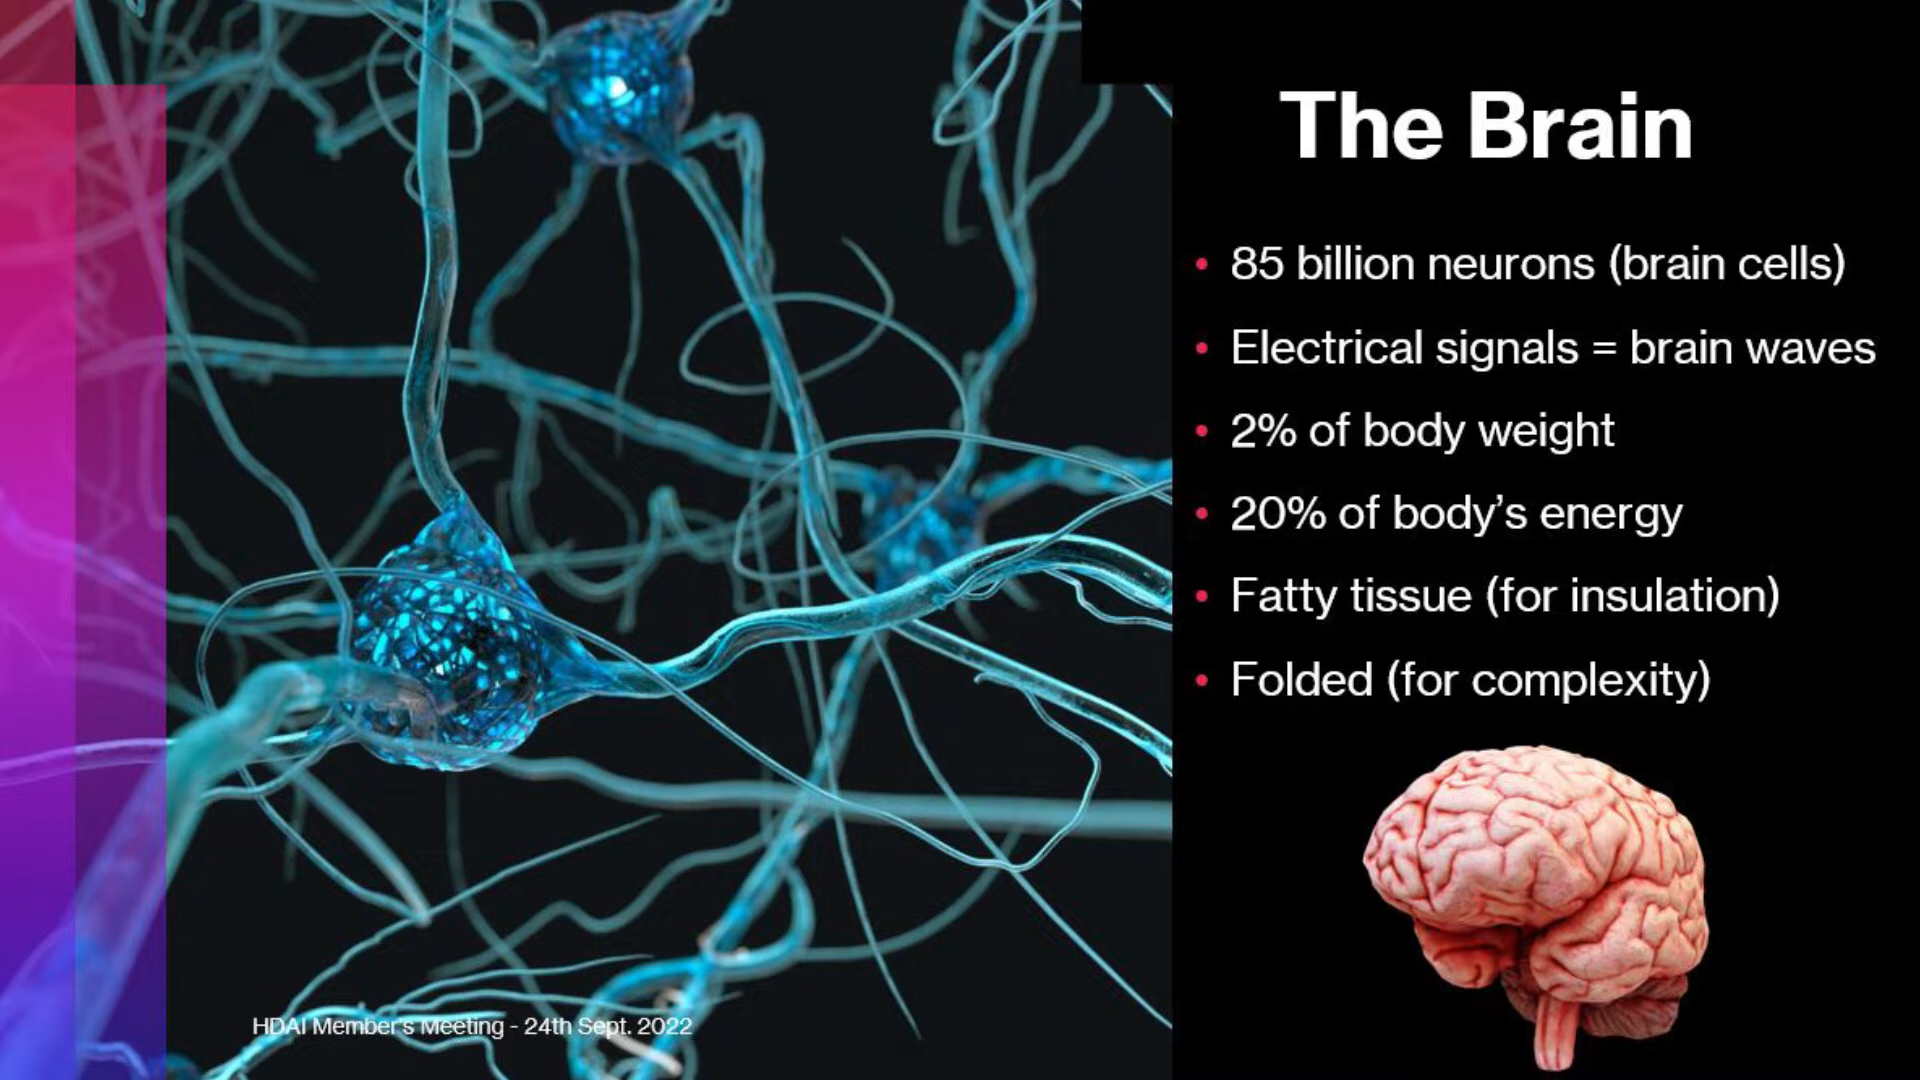 The Brain
• 85 billion neurons (brain cells)
• Electrical signals = brain waves
• 2% of body weight
• 20% of body’s energy
• Fatty tissue (for insulation)
• Folded (for complexity)
HDAI Member's Meeting - 24th Sept. 2022